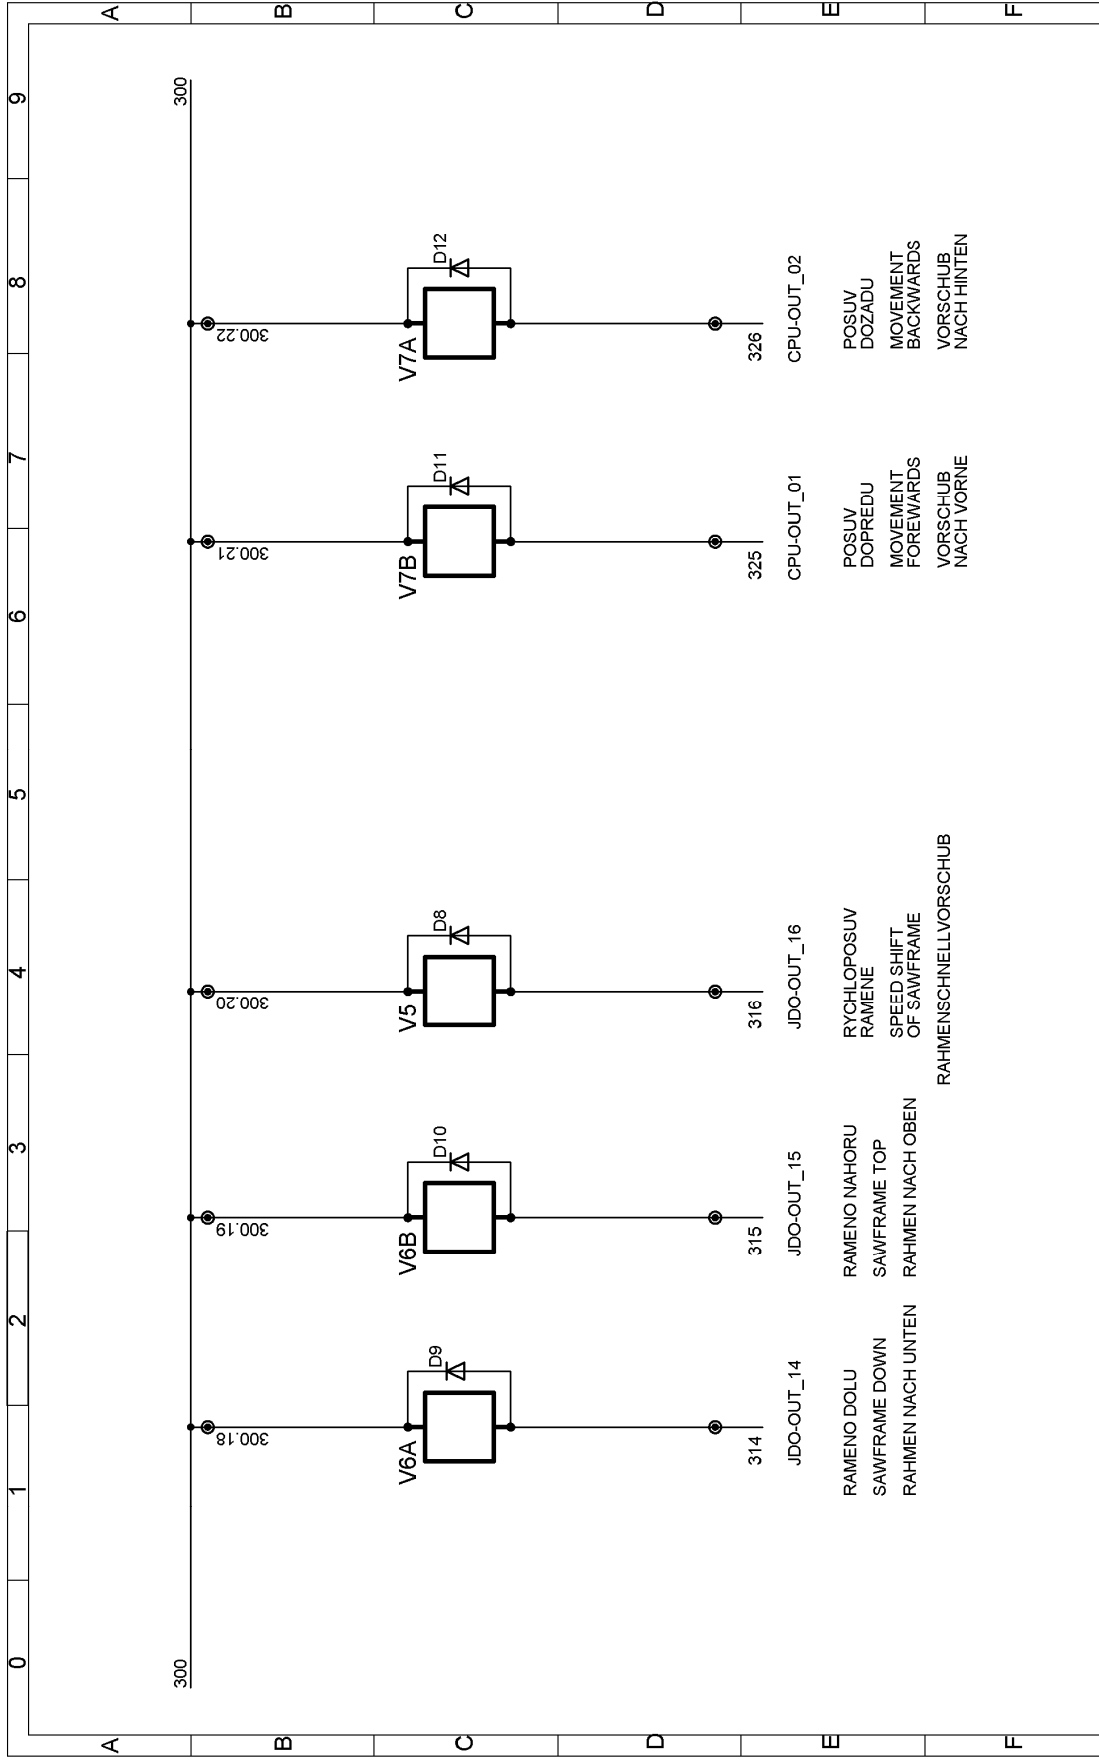 0 1 2 3 4 5 6 7 8 9
A A
B B
C C
D D
E E
F F
300 300
300.18
V6A
D9
314
JDO-OUT_14
RAMENO DOLU
SAWFRAME DOWN
RAHMEN NACH UNTEN
300.19
V6B
D10
315
JDO-OUT_15
RAMENO NAHORU
SAWFRAME TOP
RAHMEN NACH OBEN
300.20
V5
D8
316
JDO-OUT_16
RYCHLOPOSUV
RAMENE
SPEED SHIFT
OF SAWFRAME
RAHMENSCHNELLVORSCHUB
300.21
V7B
D11
325
CPU-OUT_01
POSUV
DOPREDU
MOVEMENT
FOREWARDS
VORSCHUB
NACH VORNE
300.22
V7A
D12
326
CPU-OUT_02
POSUV
DOZADU
MOVEMENT
BACKWARDS
VORSCHUB
NACH HINTEN